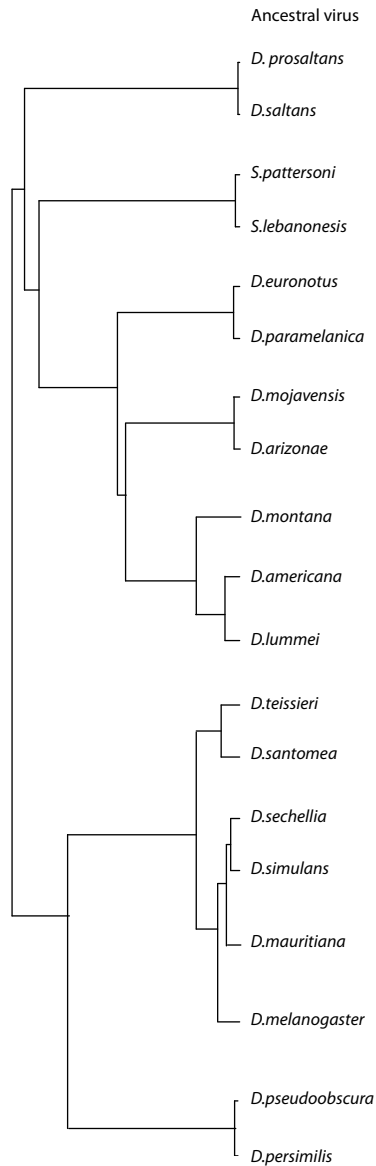 Ancestral virus
D. prosaltans
D.saltans
S.pattersoni
S.lebanonesis
D.euronotus
D.paramelanica
D.mojavensis
D.arizonae
D.montana
D.americana
D.lummei
D.teissieri
D.santomea
D.sechellia
D.simulans
D.mauritiana
D.melanogaster
D.pseudoobscura
D.persimilis